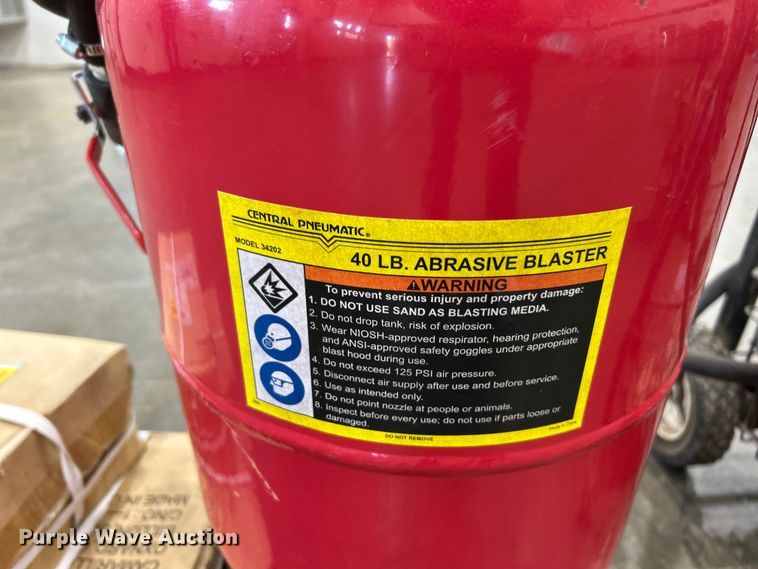 CENTRAL PNEUMATIC®
MODEL 34202
40 LB. ABRASIVE BLASTER
WARNING
To prevent serious injury and property damage:
1. DO NOT USE SAND AS BLASTING MEDIA.
2. Do not drop tank, risk of explosion.
3. Wear NIOSH-approved respirator, hearing protection,
and ANSI-approved safety goggles under appropriate
blast hood during use.
4. Do not exceed 125 PSI air pressure.
5. Disconnect air supply after use and before service.
6. Use as intended only.
7. Do not point nozzle at people or animals.
8. Inspect before every use; do not use if parts loose or
damaged.
DO NOT REMOVE
Made in China
MADE IN
Purple Wave Auction